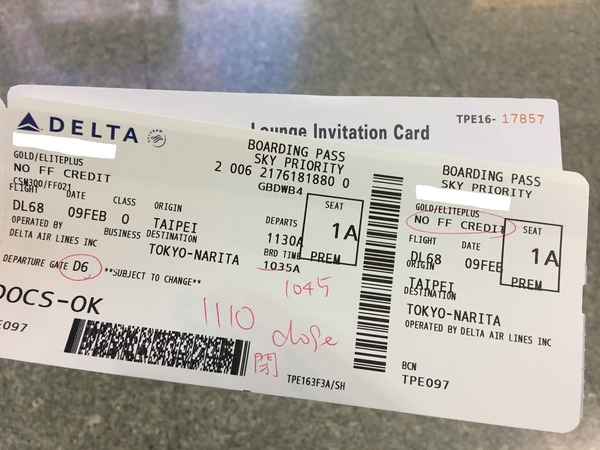 TPE16- 17857
Lounge Invitation Card
DELTA
BOARDING PASS
SKY PRIORITY
GOLD/ELITEPLUS
2 006 2176181880 0
NO FF CREDIT
GBDWB4
CSM300/FF021
FLIGHT DATE CLASS ORIGIN DEPARTS SEAT
DL68 09FEB O TAIPEI 1130A 1A
OPERATED BY BUSINESS DESTINATION BRD TIME
DELTA AIR LINES INC TOKYO-NARITA 1035A PREM
DEPARTURE GATE D6 **SUBJECT TO CHANGE**
1045
DOCS-OK
1110 close
閉
E097
TPE163F3A/SH
BOARDING PASS
SKY PRIORITY
GOLD/ELITEPLUS
NO FF CREDIT
SEAT
FLIGHT DATE
1A
DL68 09FEB
ORIGIN
PREM
TAIPEI
DESTINATION
TOKYO-NARITA
OPERATED BY DELTA AIR LINES INC
BCN
TPE097